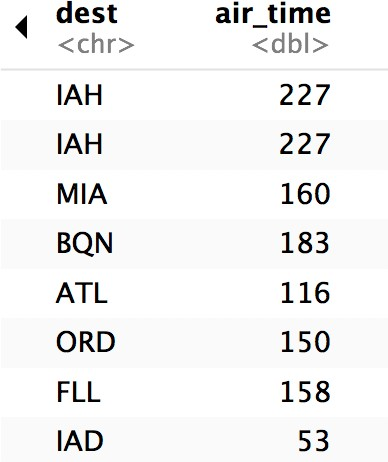 dest air_time
<chr> <dbl>
IAH 227
IAH 227
MIA 160
BQN 183
ATL 116
ORD 150
FLL 158
IAD 53